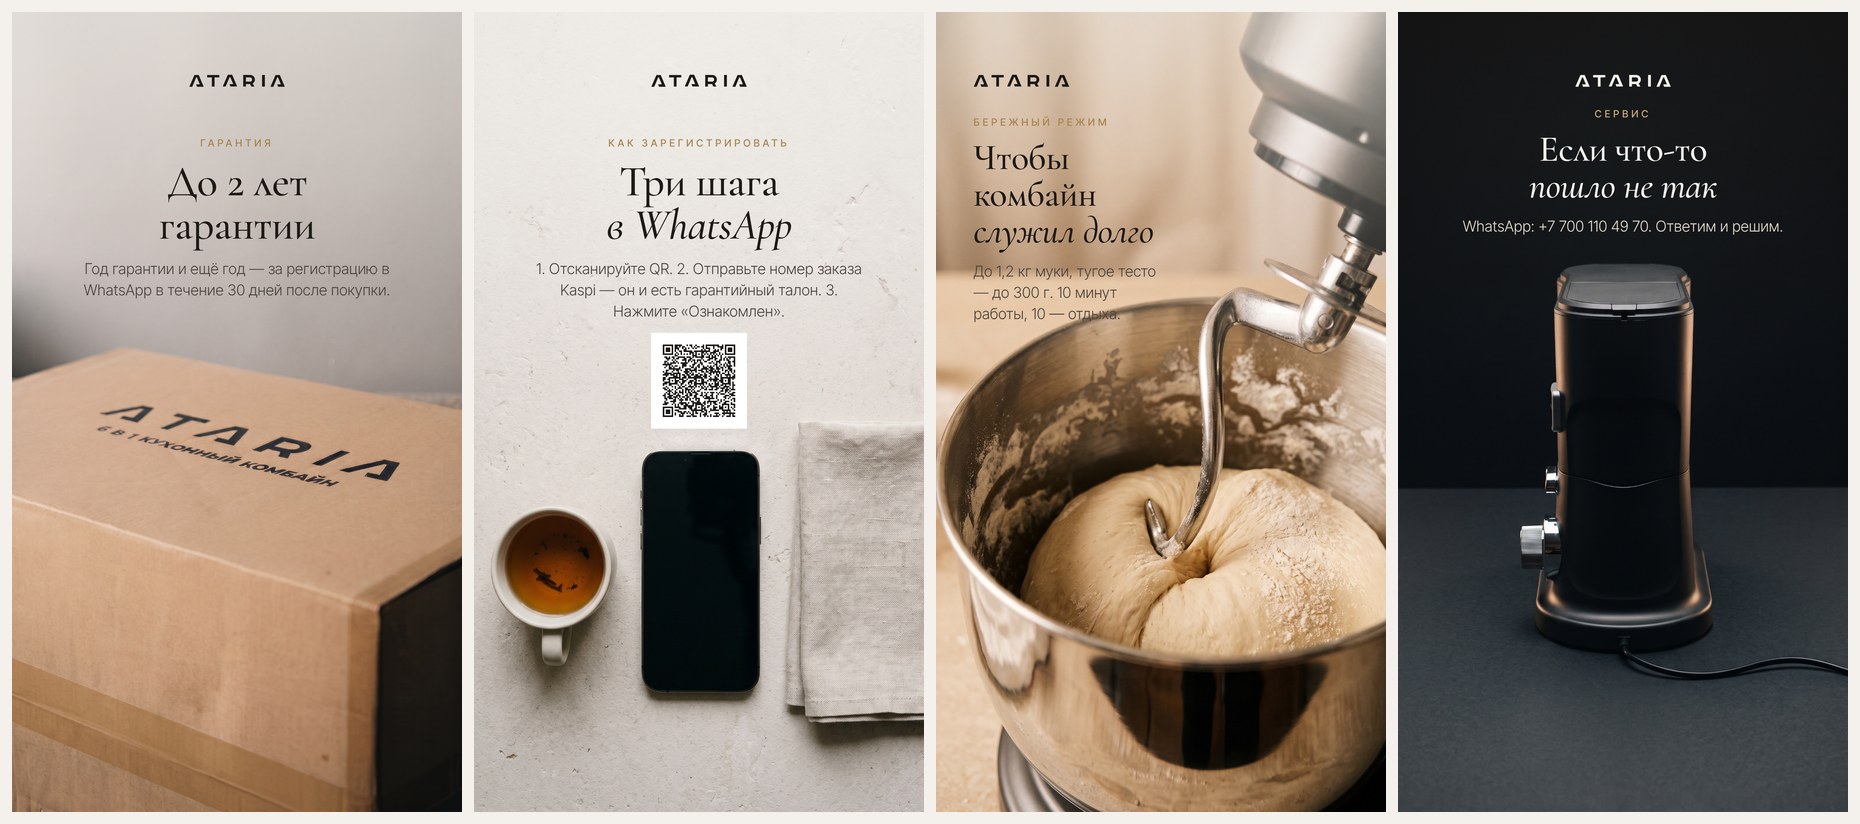 ATARIA
ГАРАНТИЯ
До 2 лет
гарантии
Год гарантии и ещё год — за регистрацию в
WhatsApp в течение 30 дней после покупки.
ATARIA
6 В 1 КУХОННЫЙ КОМБАЙН
ATARIA
КАК ЗАРЕГИСТРИРОВАТЬ
Три шага
в WhatsApp
1. Отсканируйте QR. 2. Отправьте номер заказа
Kaspi — он и есть гарантийный талон. 3.
Нажмите «Ознакомлен».
ATARIA
БЕРЕЖНЫЙ РЕЖИМ
Чтобы
комбайн
служил долго
До 1,2 кг муки, тугое тесто
— до 300 г. 10 минут
работы, 10 — отдыха.
ATARIA
СЕРВИС
Если что-то
пошло не так
WhatsApp: +7 700 110 49 70. Ответим и решим.